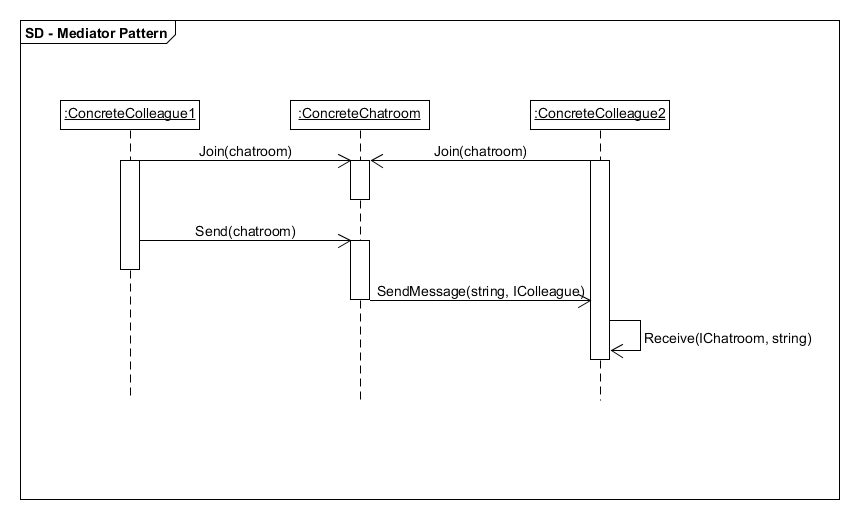 SD - Mediator Pattern
:ConcreteColleague1
:ConcreteChatroom
:ConcreteColleague2
Join(chatroom)
Join(chatroom)
Send(chatroom)
SendMessage(string, IColleague)
Receive(IChatroom, string)